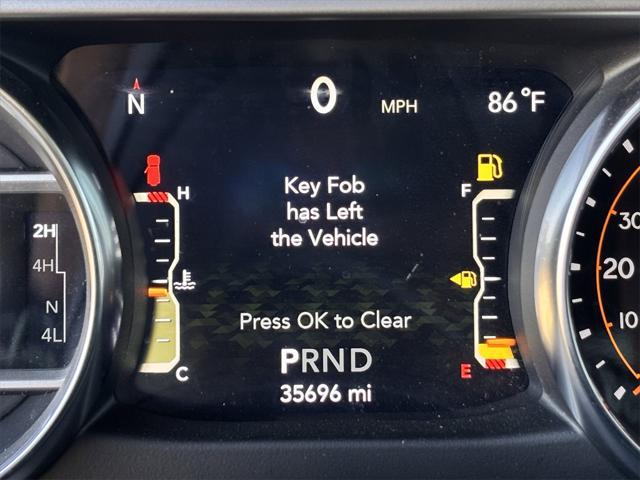 N 0 MPH 86°F
H F
Key Fob
has Left
the Vehicle
2H
4H
N
4L
30
20
10
Press OK to Clear
C E
PRND
35696 mi